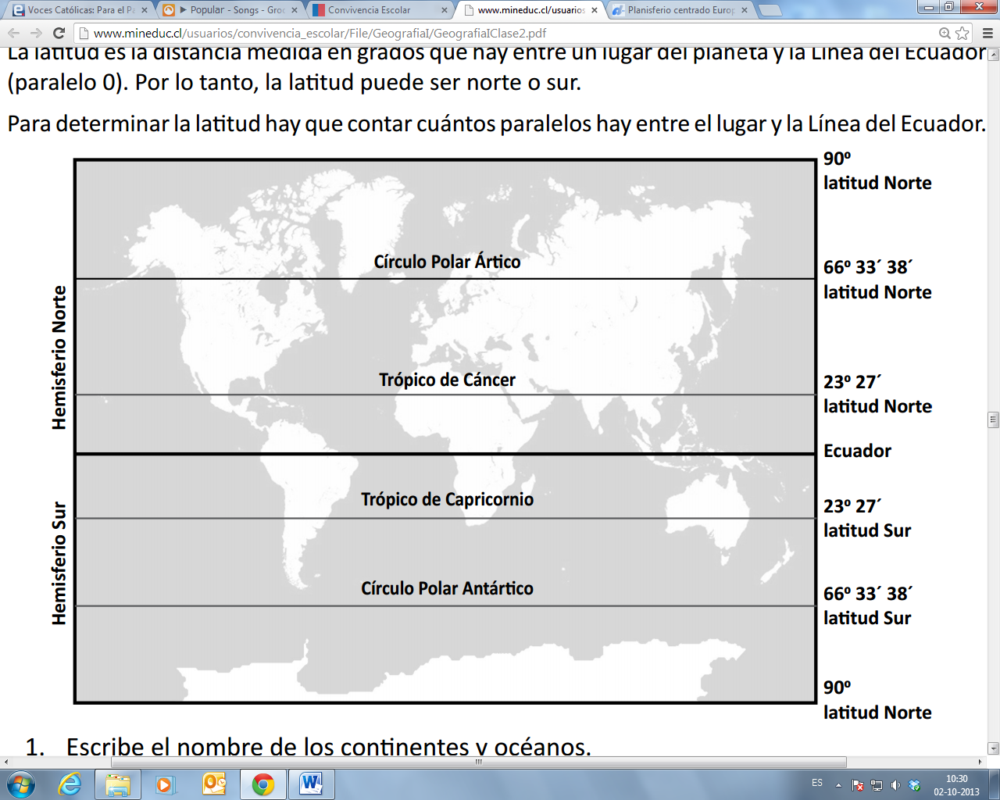 Voces Católicas: Para el Pa
Popular - Songs - Groo
Convivencia Escolar
www.mineduc.cl/usuarios
Planisferio centrado Europ
www.mineduc.cl/usuarios/convivencia_escolar/File/GeografiaI/GeografiaIClase2.pdf
La latitud es la distancia medida en grados que hay entre un lugar del planeta y la Línea del Ecuador
(paralelo 0). Por lo tanto, la latitud puede ser norte o sur.
Para determinar la latitud hay que contar cuántos paralelos hay entre el lugar y la Línea del Ecuador.
90º
latitud Norte
Círculo Polar Ártico
66º 33´ 38´
latitud Norte
Hemisferio Norte
Trópico de Cáncer
23º 27´
latitud Norte
Ecuador
Trópico de Capricornio
23º 27´
latitud Sur
Hemisferio Sur
Círculo Polar Antártico
66º 33´ 38´
latitud Sur
90º
latitud Norte
1. Escribe el nombre de los continentes y océanos.
ES
10:30
02-10-2013